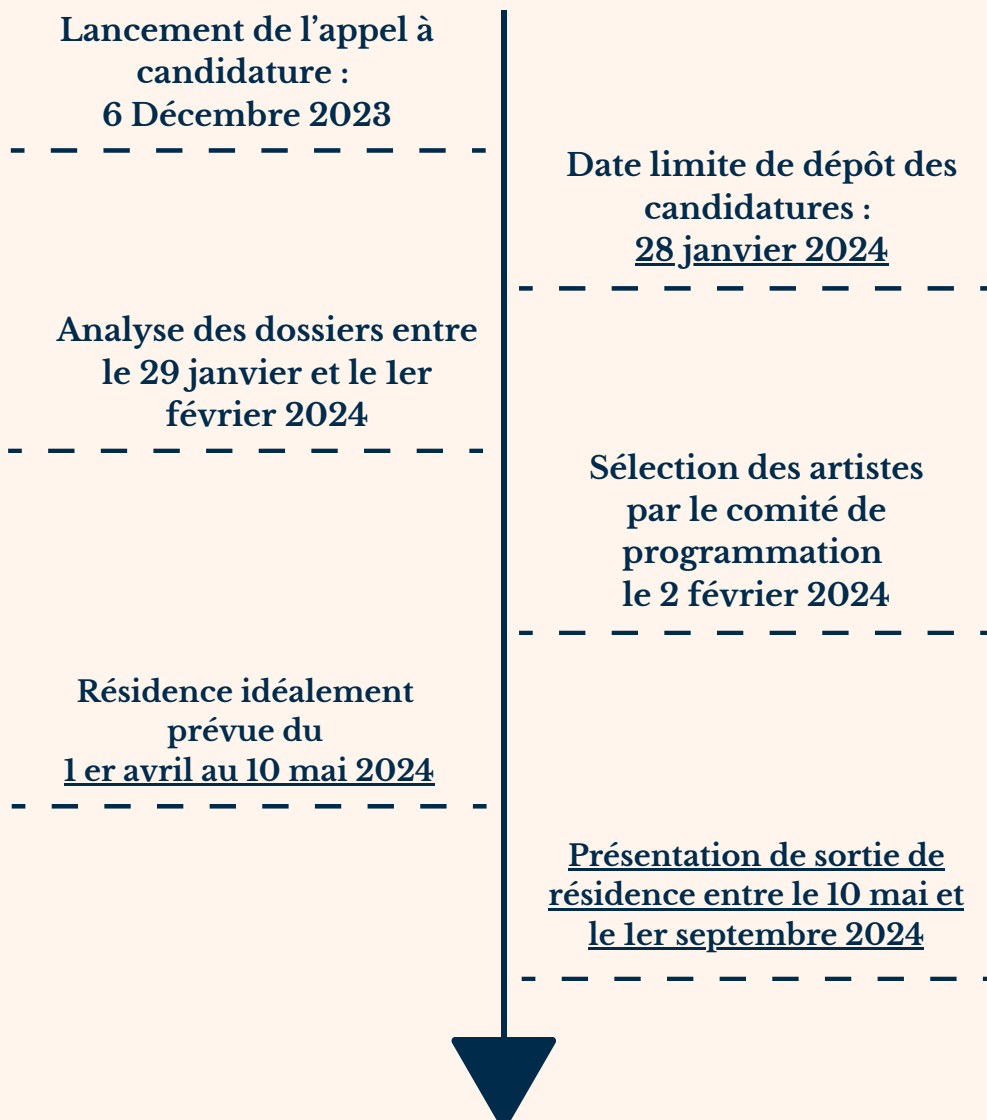 Lancement de l’appel à
candidature :
6 Décembre 2023
Date limite de dépôt des
candidatures :
28 janvier 2024
Analyse des dossiers entre
le 29 janvier et le 1er
février 2024
Sélection des artistes
par le comité de
programmation
le 2 février 2024
Résidence idéalement
prévue du
1 er avril au 10 mai 2024
Présentation de sortie de
résidence entre le 10 mai et
le 1er septembre 2024